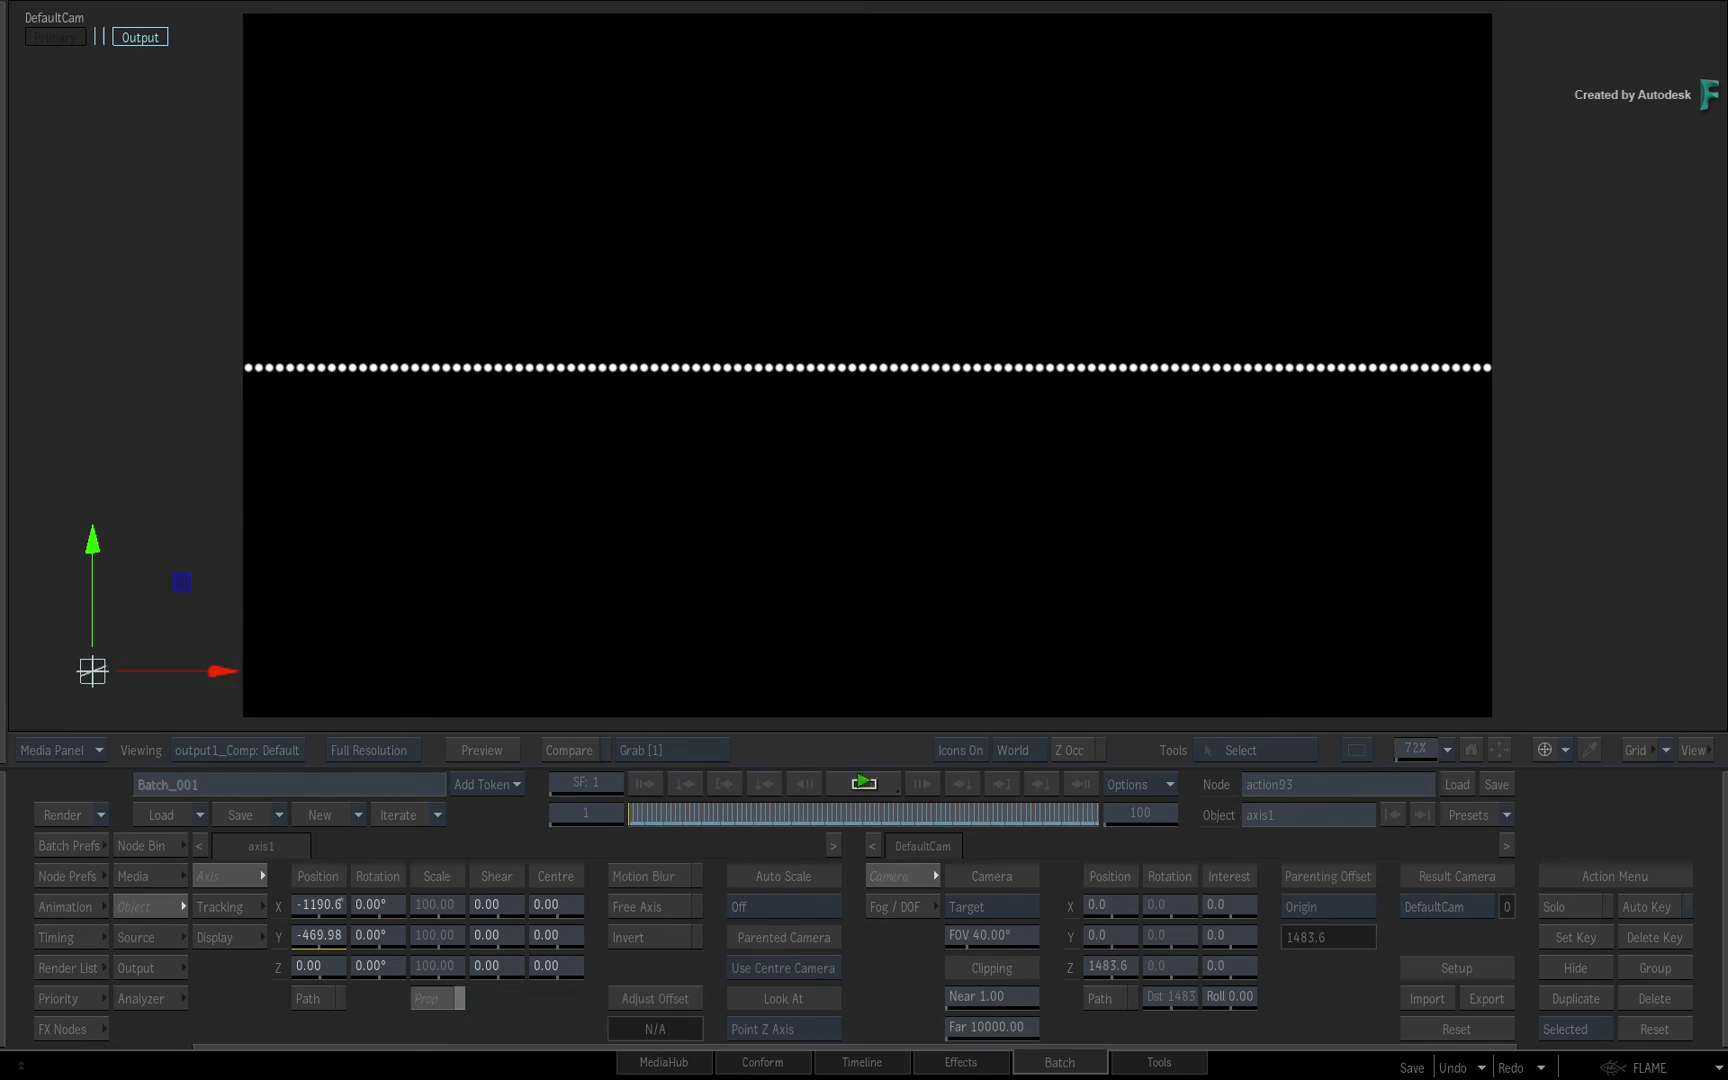 DefaultCam
Primary
Output
Created by Autodesk
Media Panel Viewing output1_Comp: Default Full Resolution Preview Compare Grab [1] Icons On World Z Occ Tools Select 72% Grid View
Batch_001 Add Token SF: 1 Options Node action93 Load Save
Render Load Save New Iterate 1 100 Object axis1 Presets
Batch Prefs Node Bin < axis1 > < DefaultCam >
Node Prefs Media Axis Position Rotation Scale Shear Centre Motion Blur Auto Scale Camera Camera Position Rotation Interest Parenting Offset Result Camera Action Menu
Animation Object Tracking X -1190.6 0.00° 100.00 0.00 0.00 Free Axis Off Fog / DOF Target X 0.0 0.0 0.0 Origin DefaultCam 0 Solo Auto Key
Timing Source Display Y -469.98 0.00° 100.00 0.00 0.00 Invert Parented Camera FOV 40.00° Y 0.0 0.0 0.0 1483.6 Set Key Delete Key
Render List Output Z 0.00 0.00° 100.00 0.00 0.00 Use Centre Camera Clipping Z 1483.6 0.0 0.0 Setup Hide Group
Priority Analyzer Path Prop Adjust Offset Look At Near 1.00 Path Dst 1483 Roll 0.00 Import Export Duplicate Delete
FX Nodes N/A Point Z Axis Far 10000.00 Reset Selected Reset
MediaHub Conform Timeline Effects Batch Tools Save Undo Redo FLAME